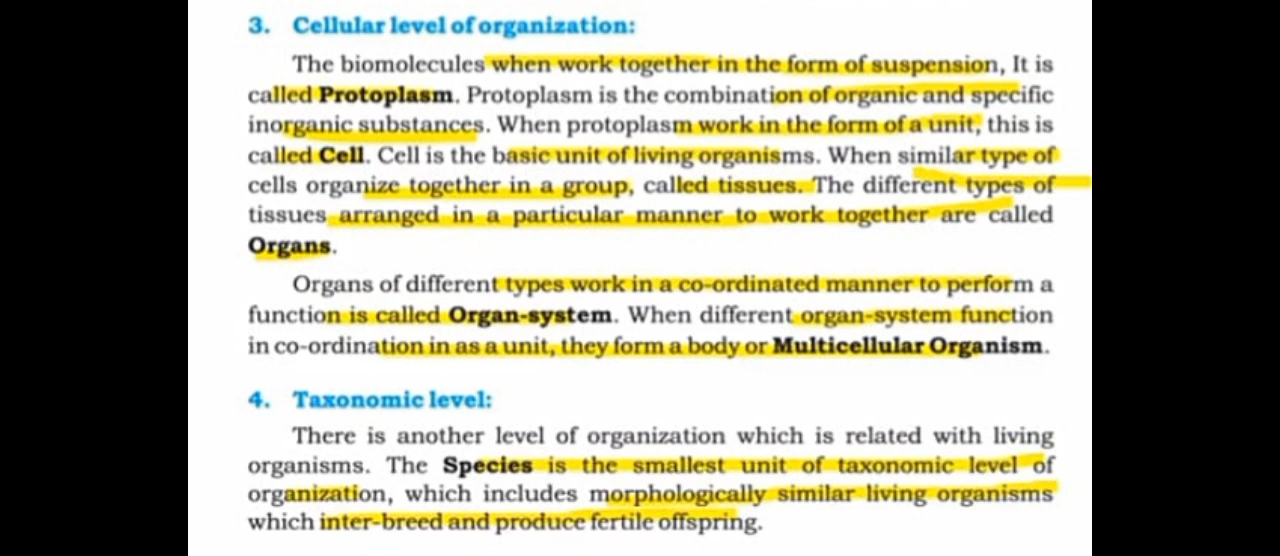 3. Cellular level of organization:
The biomolecules when work together in the form of suspension, It is
called Protoplasm. Protoplasm is the combination of organic and specific
inorganic substances. When protoplasm work in the form of a unit, this is
called Cell. Cell is the basic unit of living organisms. When similar type of
cells organize together in a group, called tissues. The different types of
tissues arranged in a particular manner to work together are called
Organs.
Organs of different types work in a co-ordinated manner to perform a
function is called Organ-system. When different organ-system function
in co-ordination in as a unit, they form a body or Multicellular Organism.
4. Taxonomic level:
There is another level of organization which is related with living
organisms. The Species is the smallest unit of taxonomic level of
organization, which includes morphologically similar living organisms
which inter-breed and produce fertile offspring.